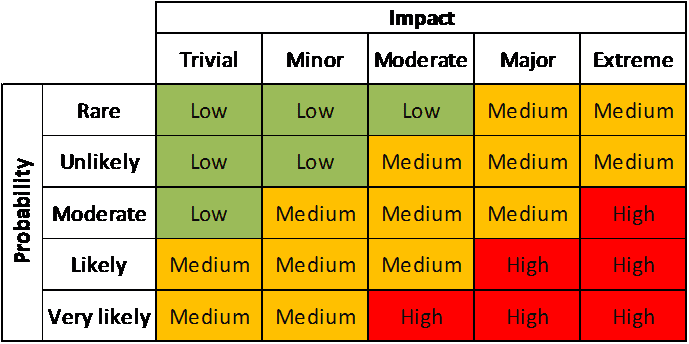 Impact
Trivial Minor Moderate Major Extreme
Probability
Rare Low Low Low Medium Medium
Unlikely Low Low Medium Medium Medium
Moderate Low Medium Medium Medium High
Likely Medium Medium Medium High High
Very likely Medium Medium High High High